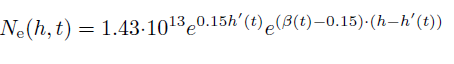 N_e(h, t) = 1.43·10^{13}e^{0.15h′(t)}e^{(β(t)−0.15)·(h−h′(t))}